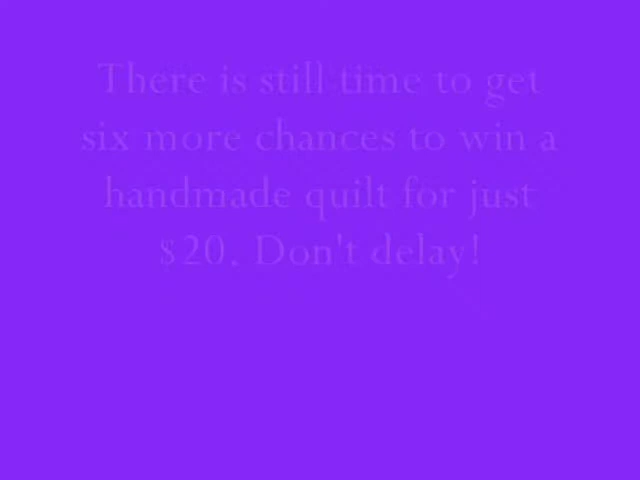 There is still time to get
six more chances to win a
handmade quilt for just
$20. Don't delay!